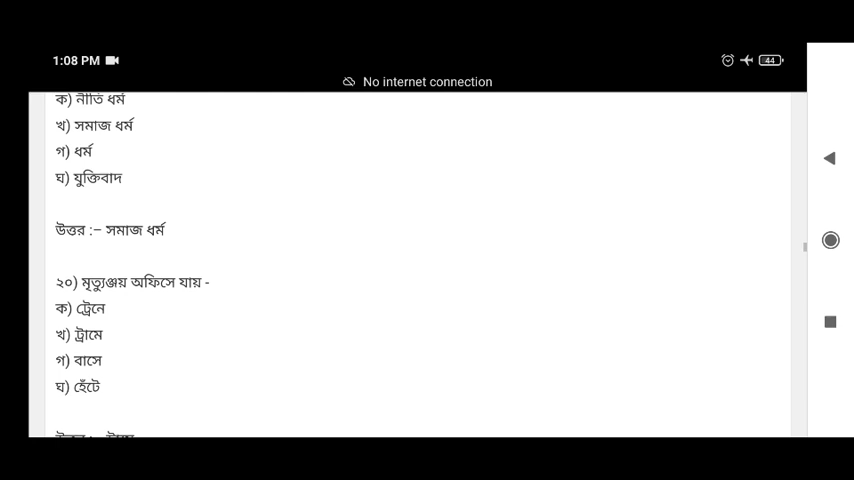 1:08 PM
44
No internet connection
ক) নীতি ধর্ম
খ) সমাজ ধর্ম
গ) ধর্ম
ঘ) যুক্তিবাদ
উত্তর :– সমাজ ধর্ম
২০) মৃত্যুঞ্জয় অফিসে যায় -
ক) ট্রেনে
খ) ট্রামে
গ) বাসে
ঘ) হেঁটে